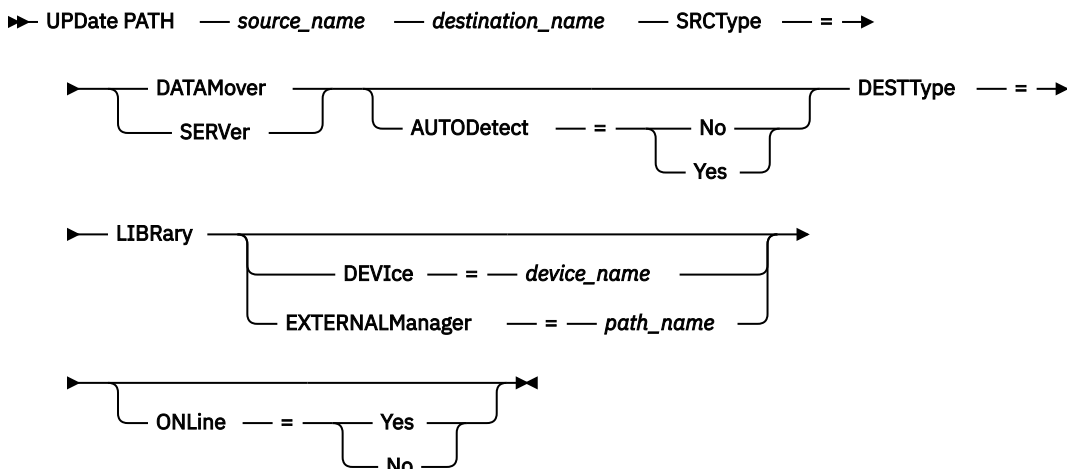 UPDate PATH — source_name — destination_name — SRCType — =
DATAMover
SERVer
AUTODetect — = No
Yes
DESTType — =
LIBRary
DEVIce — = — device_name
EXTERNALManager — = — path_name
ONLine — = Yes
No